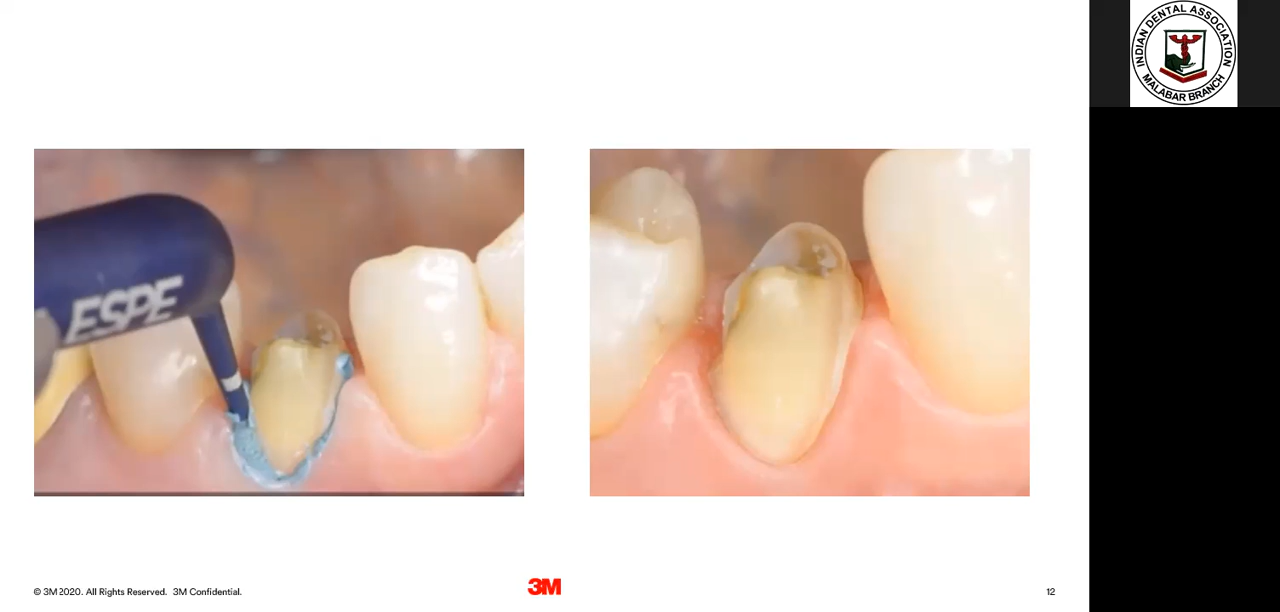 INDIAN DENTAL ASSOCIATION
MALABAR BRANCH
ESPE
© 3M 2020. All Rights Reserved. 3M Confidential.
3M
12